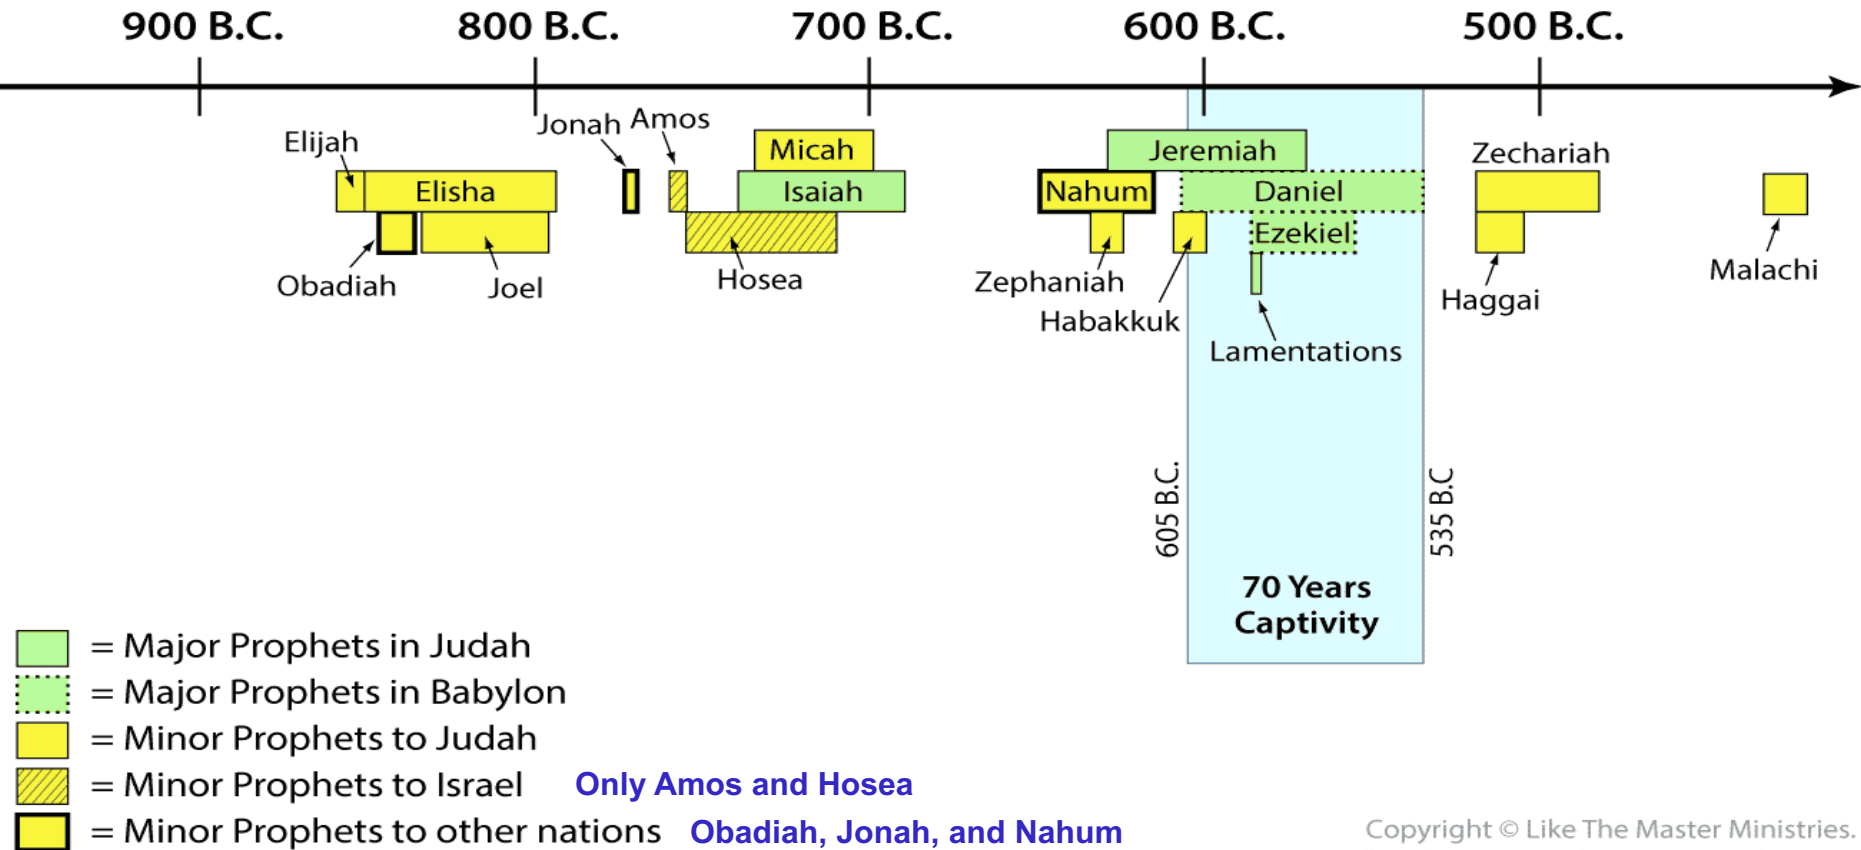 900 B.C. 800 B.C. 700 B.C. 600 B.C. 500 B.C.
Elijah
Jonah
Amos
Micah
Jeremiah
Zechariah
Elisha
Isaiah
Nahum
Daniel
Ezekiel
Obadiah
Joel
Hosea
Zephaniah
Habakkuk
Lamentations
Haggai
Malachi
605 B.C.
535 B.C
70 Years
Captivity
= Major Prophets in Judah
= Major Prophets in Babylon
= Minor Prophets to Judah
= Minor Prophets to Israel Only Amos and Hosea
= Minor Prophets to other nations Obadiah, Jonah, and Nahum
Copyright © Like The Master Ministries.